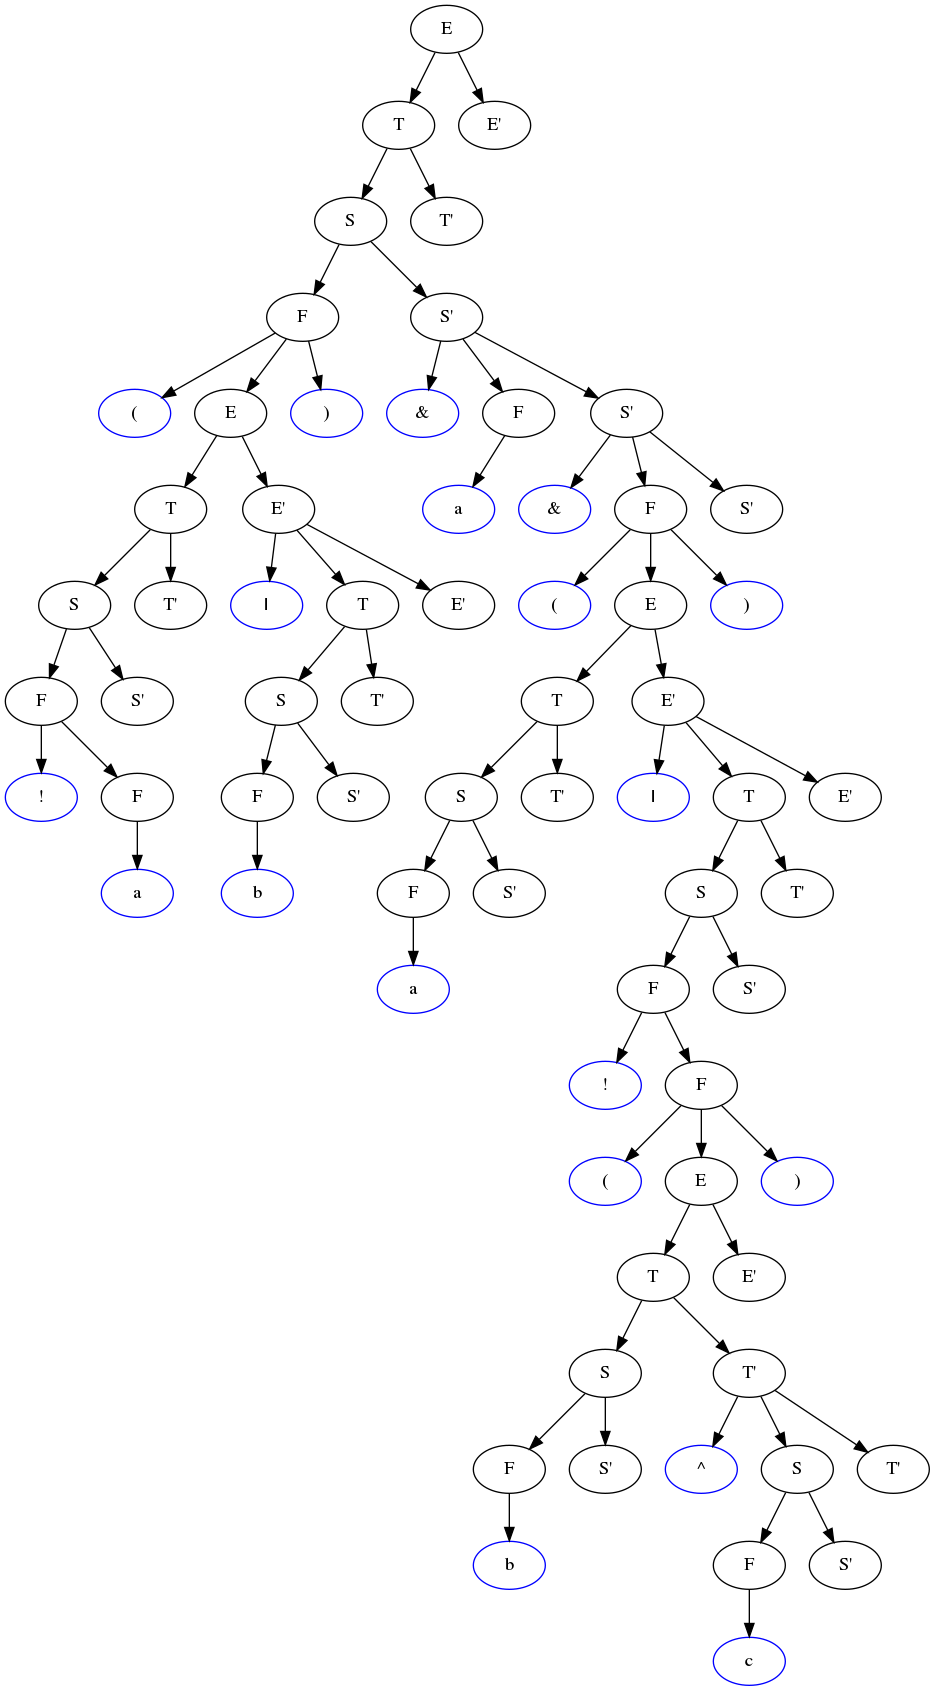 E
T E'
S T'
F S'
( E ) & F S'
T E' a & F S'
S T' | T E' ( E )
F S' S T' T E'
! F F S' S T' | T E'
a b F S' S T'
a F S'
! F
( E )
T E'
S T'
F S' ^ S T'
b F S'
c